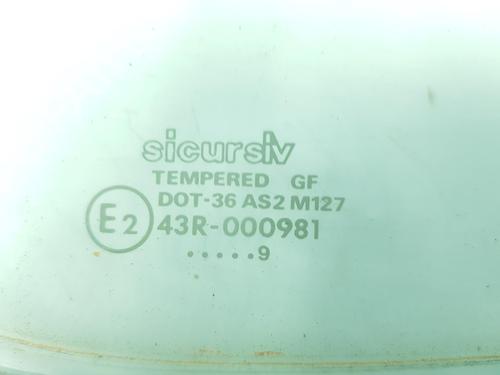 sicursiv
TEMPERED GF
DOT-36 AS2 M127
E2 43R-000981
.....9